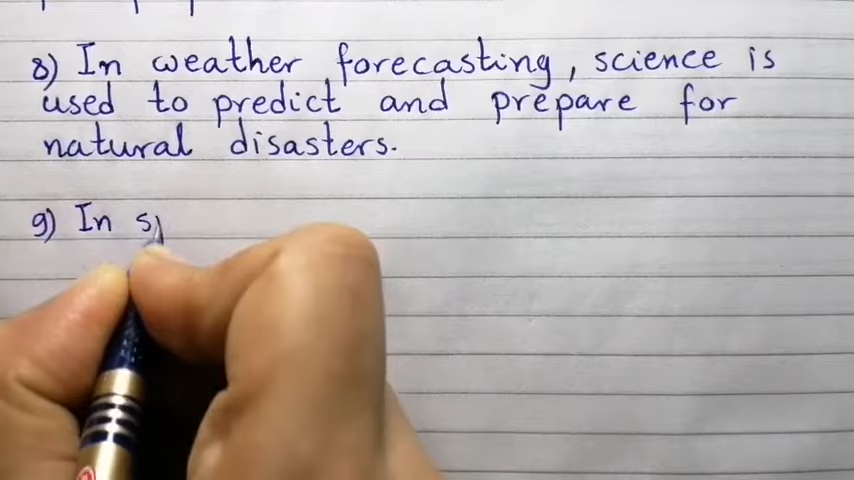 8) In weather forecasting, science is
used to predict and prepare for
natural disasters.
9) In s